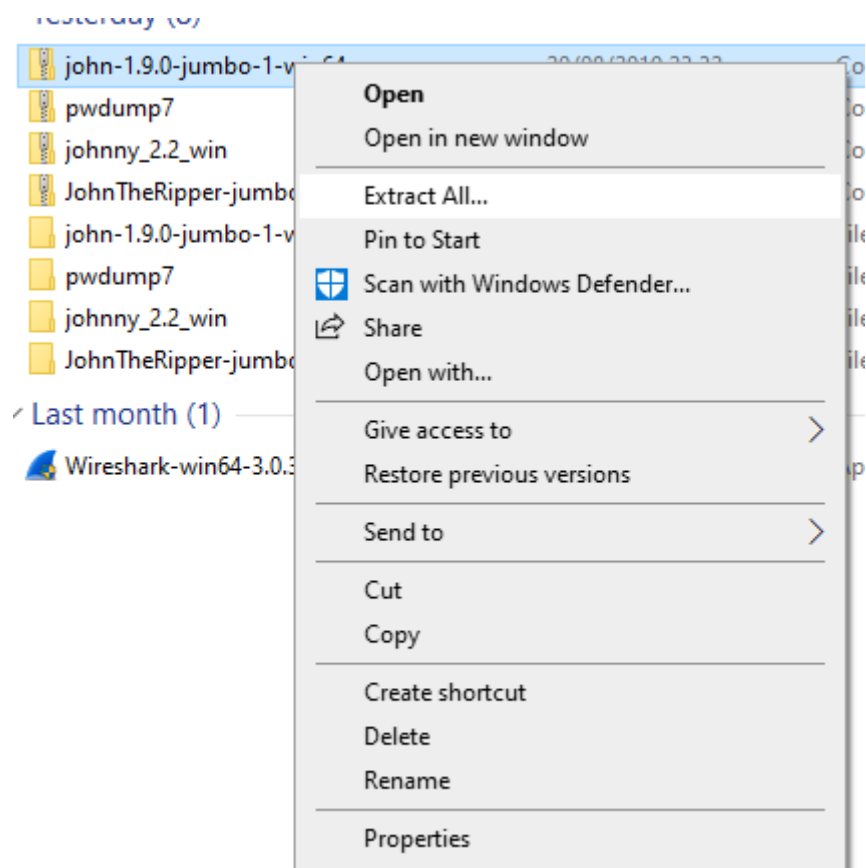 Yesterday (8)
john-1.9.0-jumbo-1-win64
pwdump7
johnny_2.2_win
JohnTheRipper-jumbo
john-1.9.0-jumbo-1-w
pwdump7
johnny_2.2_win
JohnTheRipper-jumbo
Last month (1)
Wireshark-win64-3.0.3
Open
Open in new window
Extract All...
Pin to Start
Scan with Windows Defender...
Share
Open with...
Give access to
Restore previous versions
Send to
Cut
Copy
Create shortcut
Delete
Rename
Properties